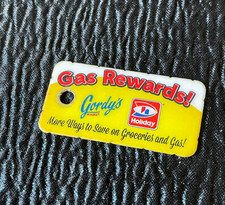 Gas Rewards!
Gordy's
Holiday
More Ways to Save on Groceries and Gas!